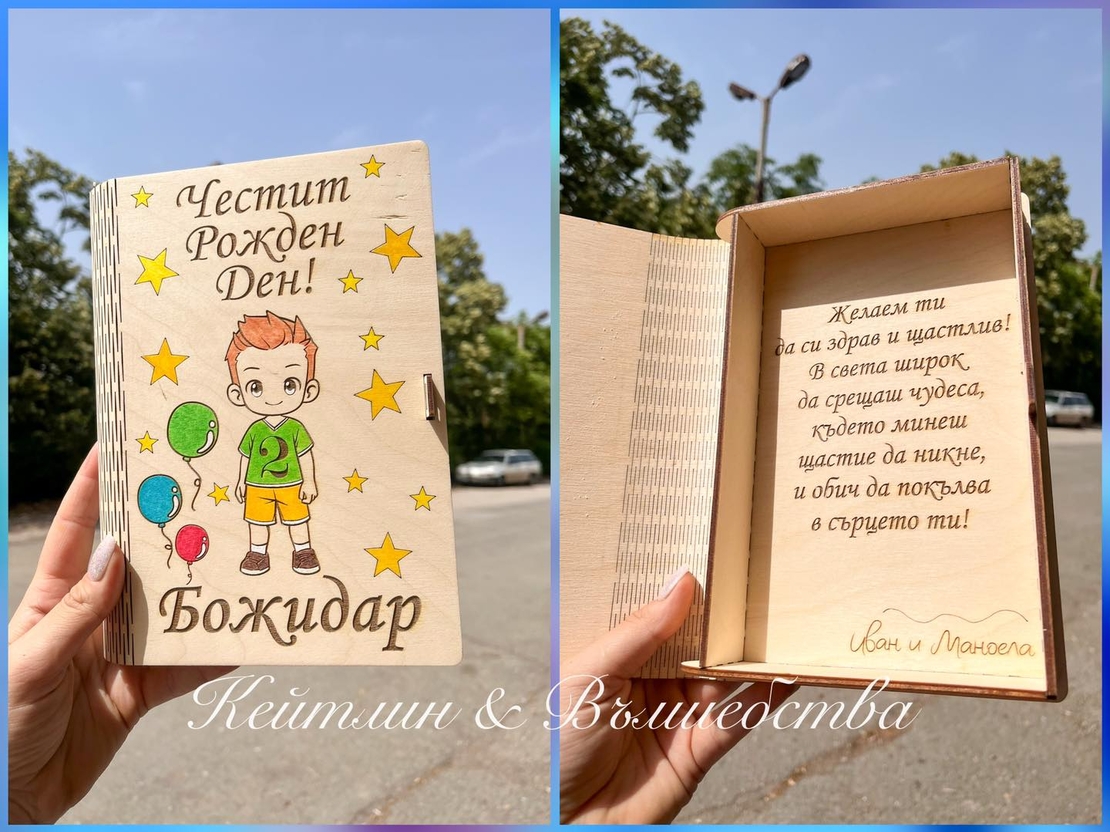 Честит
Рожден
Ден!
2
Божидар
Желаем ти
да си здрав и щастлив!
В света широк
да срещаш чудеса,
където минеш
щастие да никне,
и обич да покълва
в сърцето ти!
Иван и Маноела
Кейтлин & Вълшебства